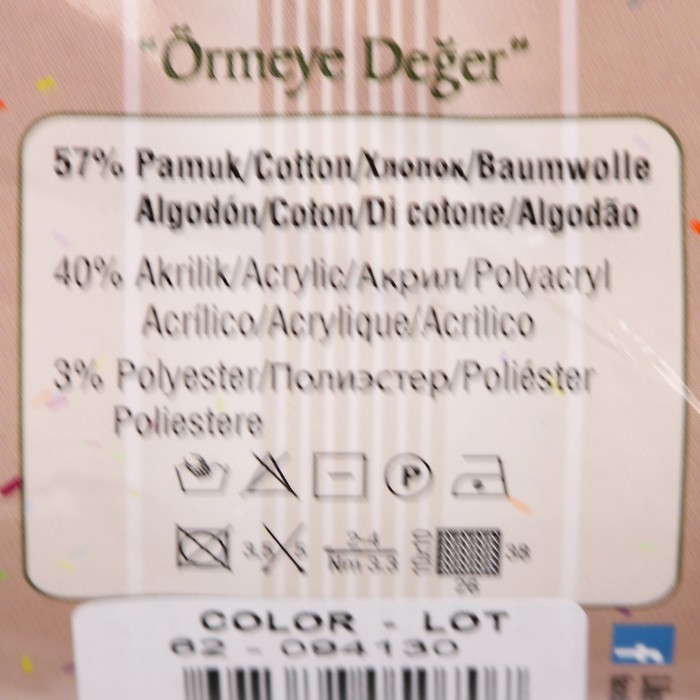 "Örmeye Değer"
57% Pamuk/Cotton/Хлопок/Baumwolle
Algodón/Coton/Di cotone/Algodão
40% Akrilik/Acrylic/Акрил/Polyacryl
Acrílico/Acrylique/Acrilico
3% Polyester/Полиэстер/Poliéster
Poliestere
P
3.5 5 2-4 Nm 3.3 10x10 38
26
COLOR - LOT
62 - 094130